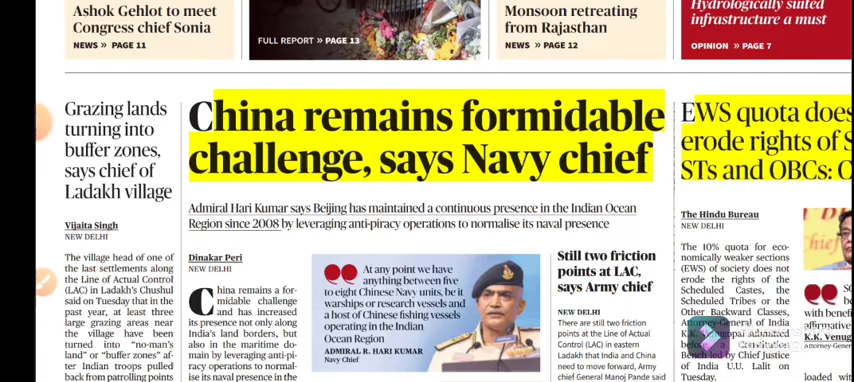 Ashok Gehlot to meet
Congress chief Sonia
NEWS » PAGE 11
FULL REPORT » PAGE 13
Monsoon retreating
from Rajasthan
NEWS » PAGE 12
Hydrologically suited
infrastructure a must
OPINION » PAGE 7
Grazing lands
turning into
buffer zones,
says chief of
Ladakh village
Vijaita Singh
NEW DELHI
The village head of one of
the last settlements along
the Line of Actual Control
(LAC) in Ladakh's Chushul
said on Tuesday that in the
past year, at least three
large grazing areas near
the village have been
turned into "no-man's
land" or "buffer zones" af-
ter Indian troops pulled
back from patrolling points
China remains formidable
challenge, says Navy chief
Admiral Hari Kumar says Beijing has maintained a continuous presence in the Indian Ocean
Region since 2008 by leveraging anti-piracy operations to normalise its naval presence
Dinakar Peri
NEW DELHI
China remains a for-
midable challenge
and has increased
its presence not only along
India's land borders, but
also in the maritime do-
main by leveraging anti-pi-
racy operations to normal-
ise its naval presence in the
At any point we have
anything between five
to eight Chinese Navy units, be it
warships or research vessels and
a host of Chinese fishing vessels
operating in the Indian
Ocean Region
ADMIRAL R. HARI KUMAR
Navy Chief
Still two friction
points at LAC,
says Army chief
NEW DELHI
There are still two friction
points at the Line of Actual
Control (LAC) in eastern
Ladakh that India and China
need to move forward, Army
chief General Manoj Pande said
EWS quota does
erode rights of S
STs and OBCs:
The Hindu Bureau
NEW DELHI
The 10% quota for eco-
nomically weaker sections
(EWS) of society does not
erode the rights of the
Scheduled Castes, the
Scheduled Tribes or the
Other Backward Classes,
Attorney-General of India
K.K. Venugopal submitted
before a
Bench led by Chief Justice
of India U.U. Lalit on
Tuesday.
with benefi
affirmative
K.K. Venug
Attorney Genera
loaded with